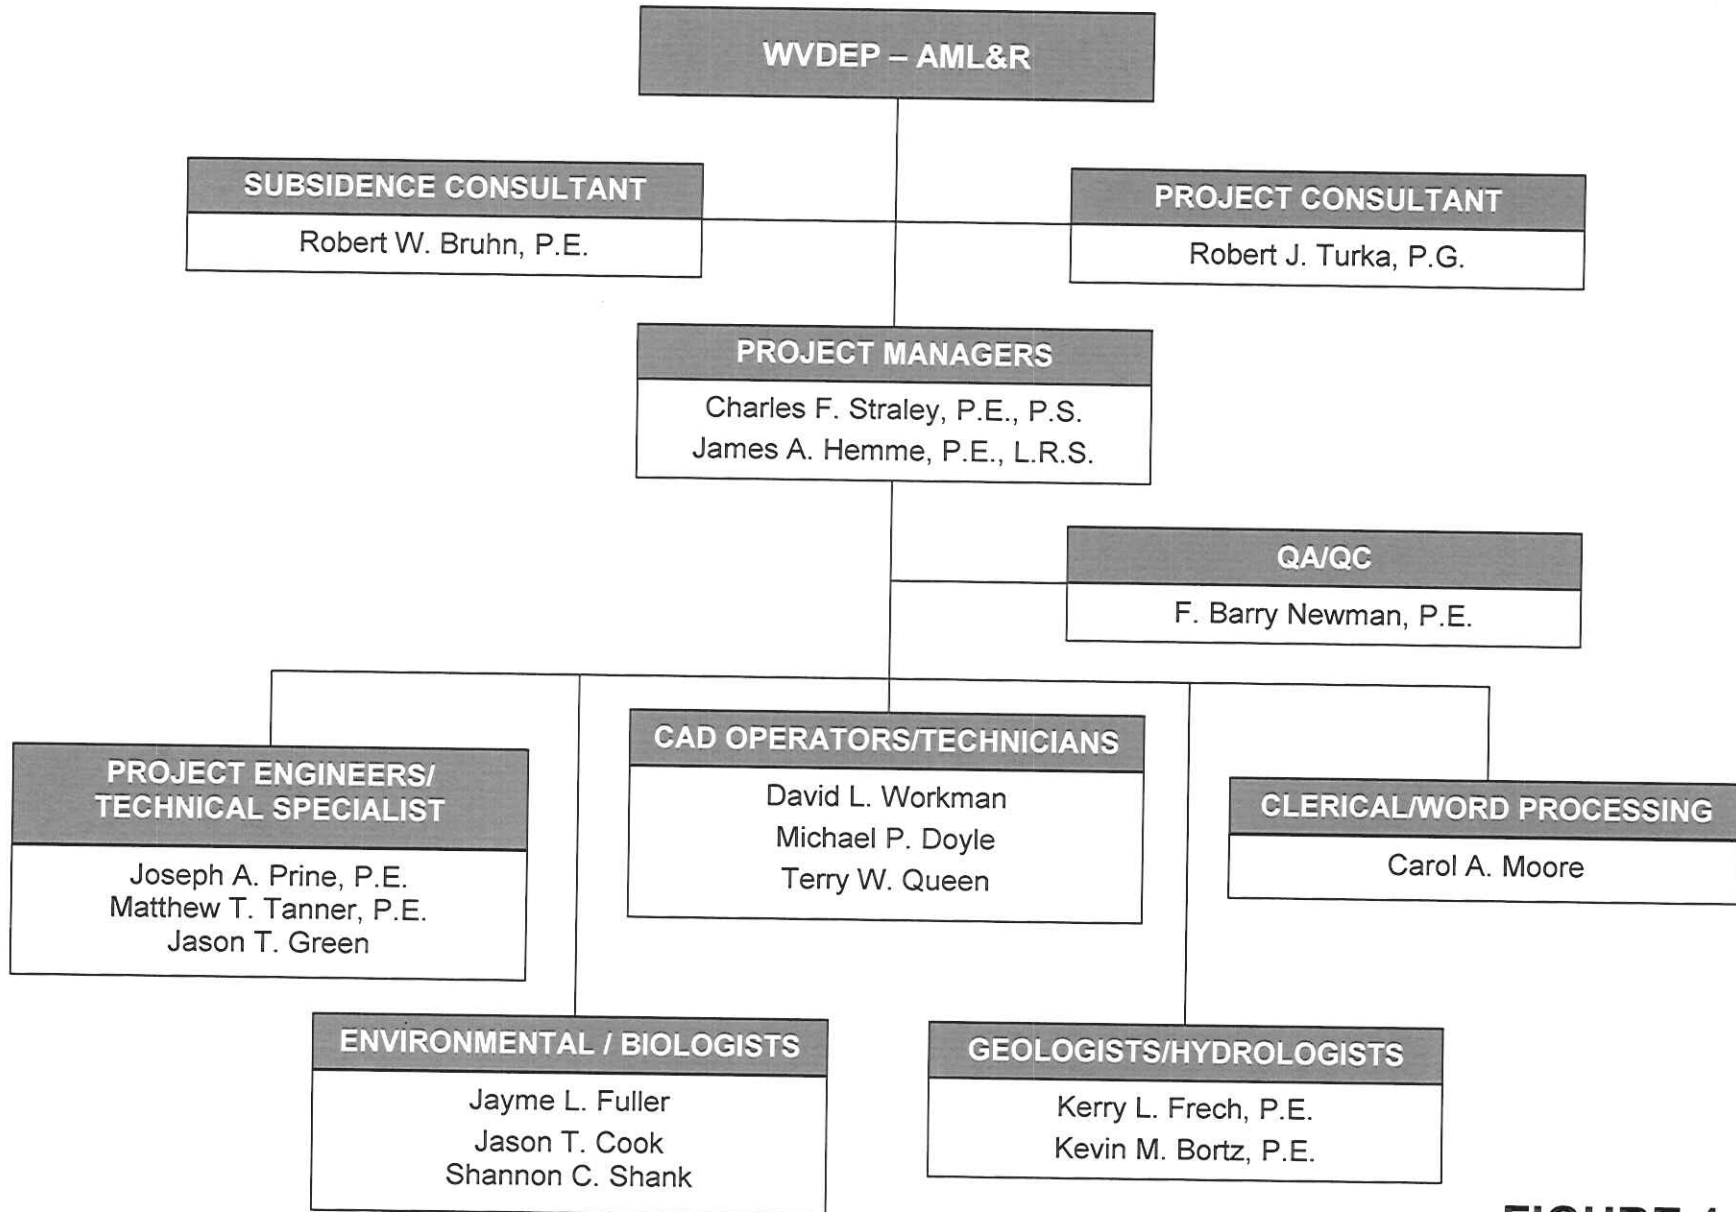 WVDEP – AML&R
SUBSIDENCE CONSULTANT
Robert W. Bruhn, P.E.
PROJECT CONSULTANT
Robert J. Turka, P.G.
PROJECT MANAGERS
Charles F. Straley, P.E., P.S.
James A. Hemme, P.E., L.R.S.
QA/QC
F. Barry Newman, P.E.
PROJECT ENGINEERS/
TECHNICAL SPECIALIST
Joseph A. Prine, P.E.
Matthew T. Tanner, P.E.
Jason T. Green
CAD OPERATORS/TECHNICIANS
David L. Workman
Michael P. Doyle
Terry W. Queen
CLERICAL/WORD PROCESSING
Carol A. Moore
ENVIRONMENTAL / BIOLOGISTS
Jayme L. Fuller
Jason T. Cook
Shannon C. Shank
GEOLOGISTS/HYDROLOGISTS
Kerry L. Frech, P.E.
Kevin M. Bortz, P.E.
FIGURE